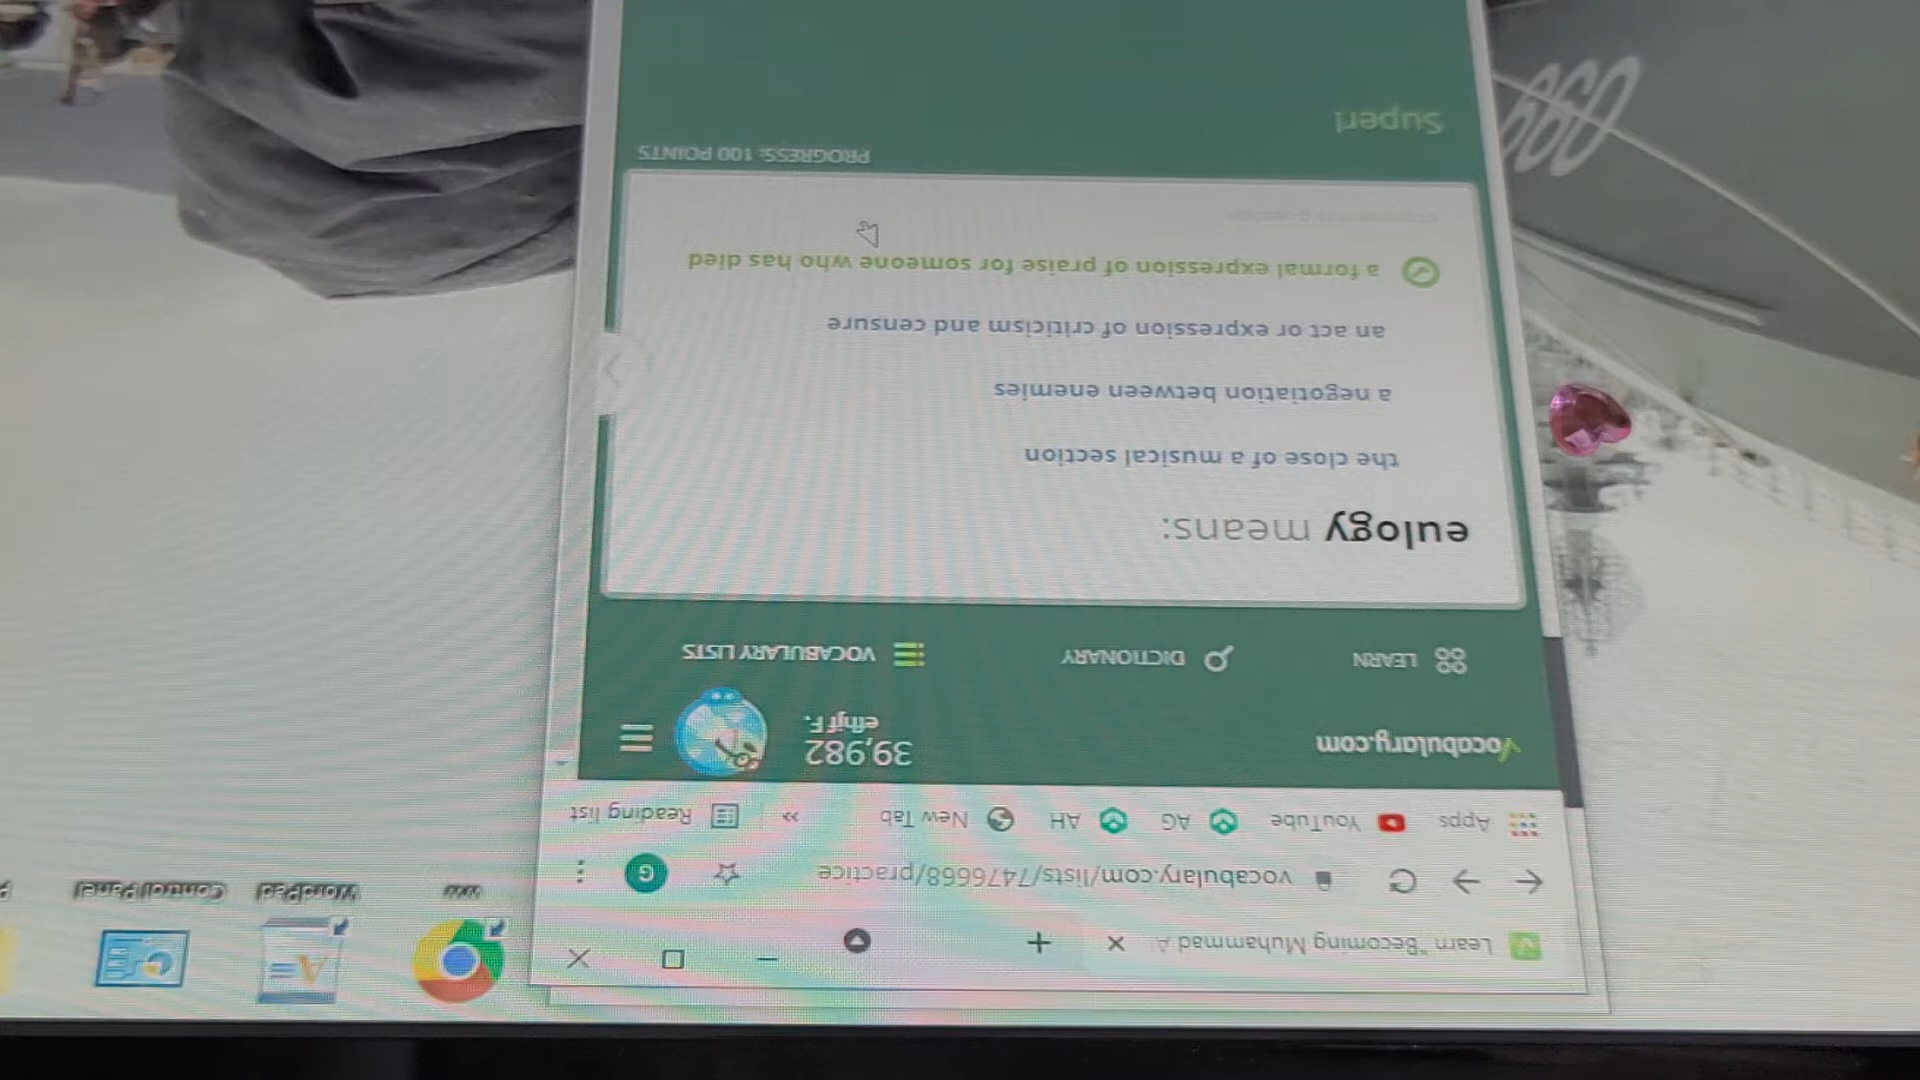 Learn "Becoming Muhammad A
vocabulary.com/lists/7476668/practice
G
Apps YouTube AG AH New Tab » Reading list
Vocabulary.com
39,982
efhjf F.
LEARN DICTIONARY VOCABULARY LISTS
eulogy means:
the close of a musical section
a negotiation between enemies
an act or expression of criticism and censure
a formal expression of praise for someone who has died
PROGRESS: 100 POINTS
Super!
WordPad
Control Panel